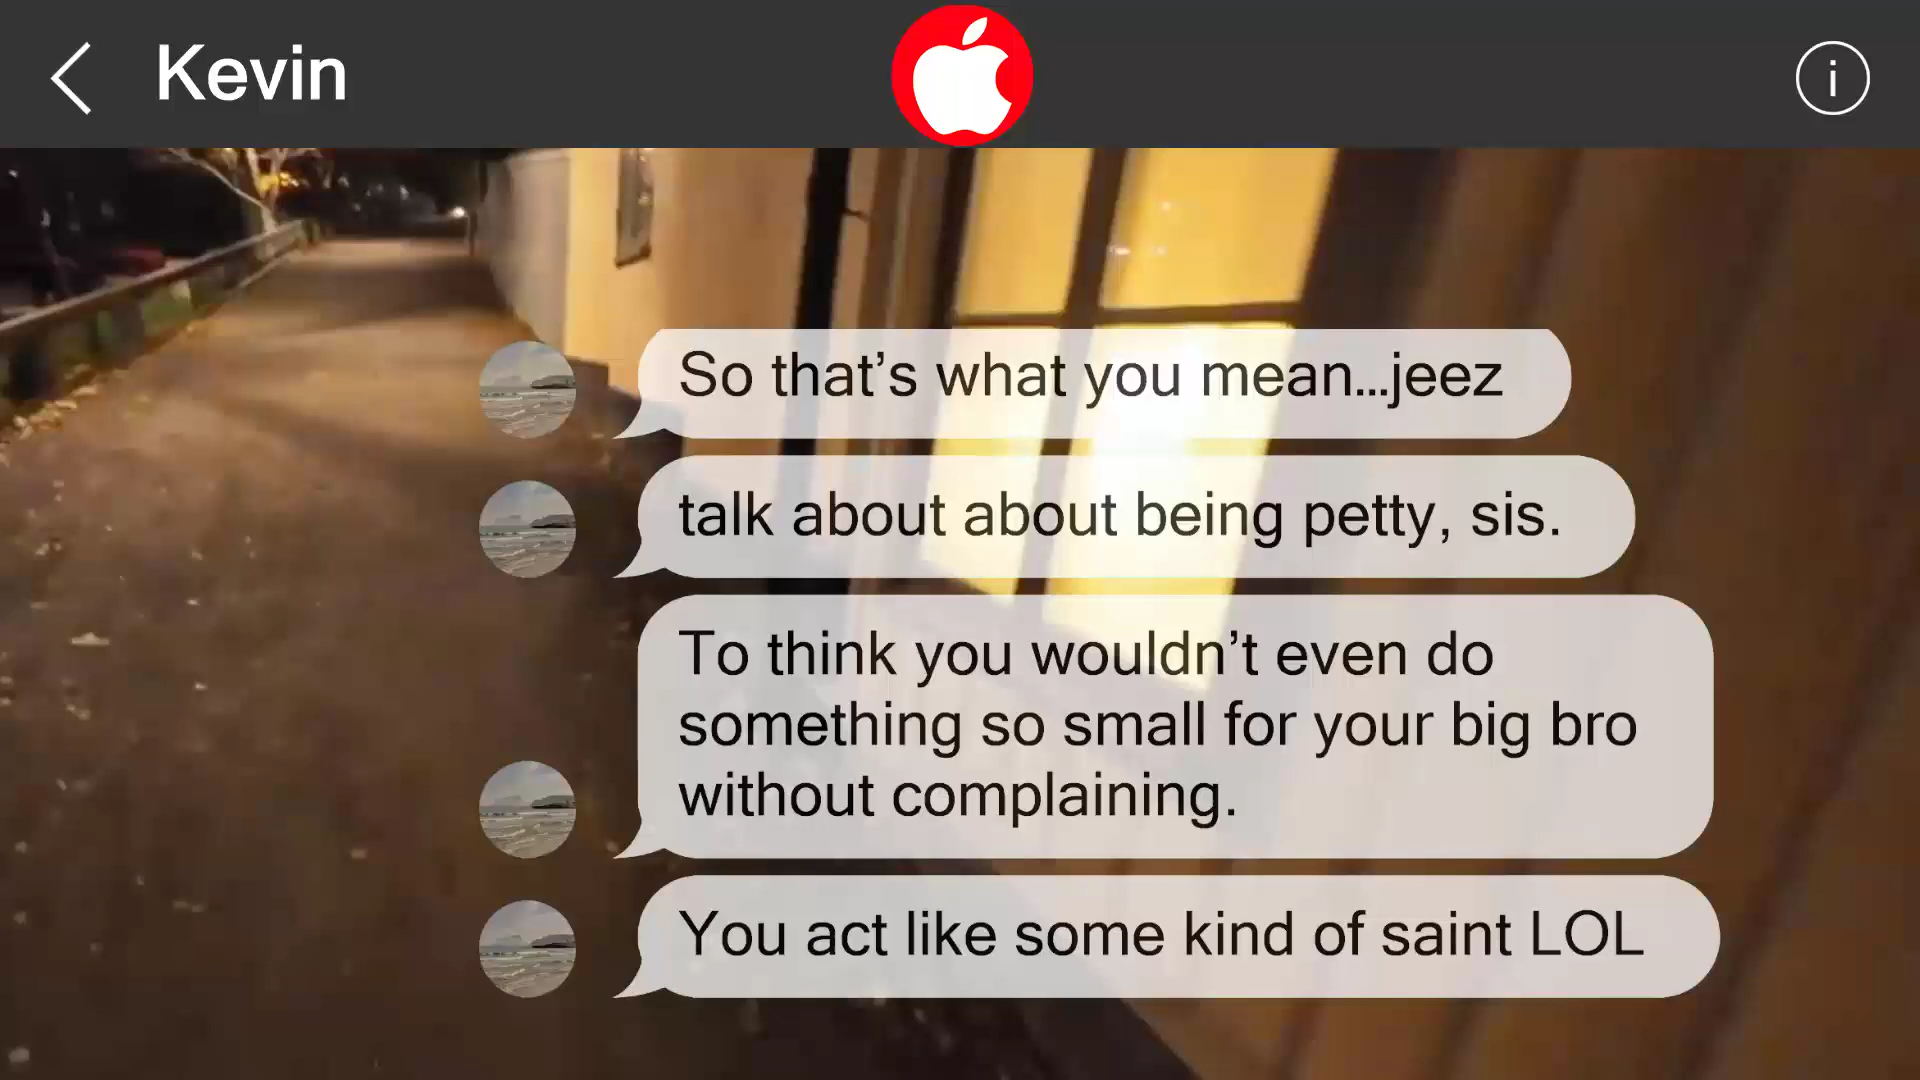 Kevin
i
So that’s what you mean...jeez
talk about about being petty, sis.
To think you wouldn’t even do
something so small for your big bro
without complaining.
You act like some kind of saint LOL